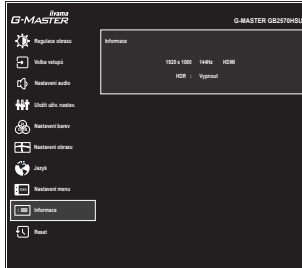 iiyama
G-MASTER
G-MASTER GB2570HSU
Regulace obrazu
Volba vstupů
Nastavení audio
Uložit uživ. nastav.
Nastavení barev
Nastavení obrazu
Jazyk
OSD
Nastavení menu
Informace
Reset
Informace
1920 x 1080 144Hz HDMI
HDR : Vypnout